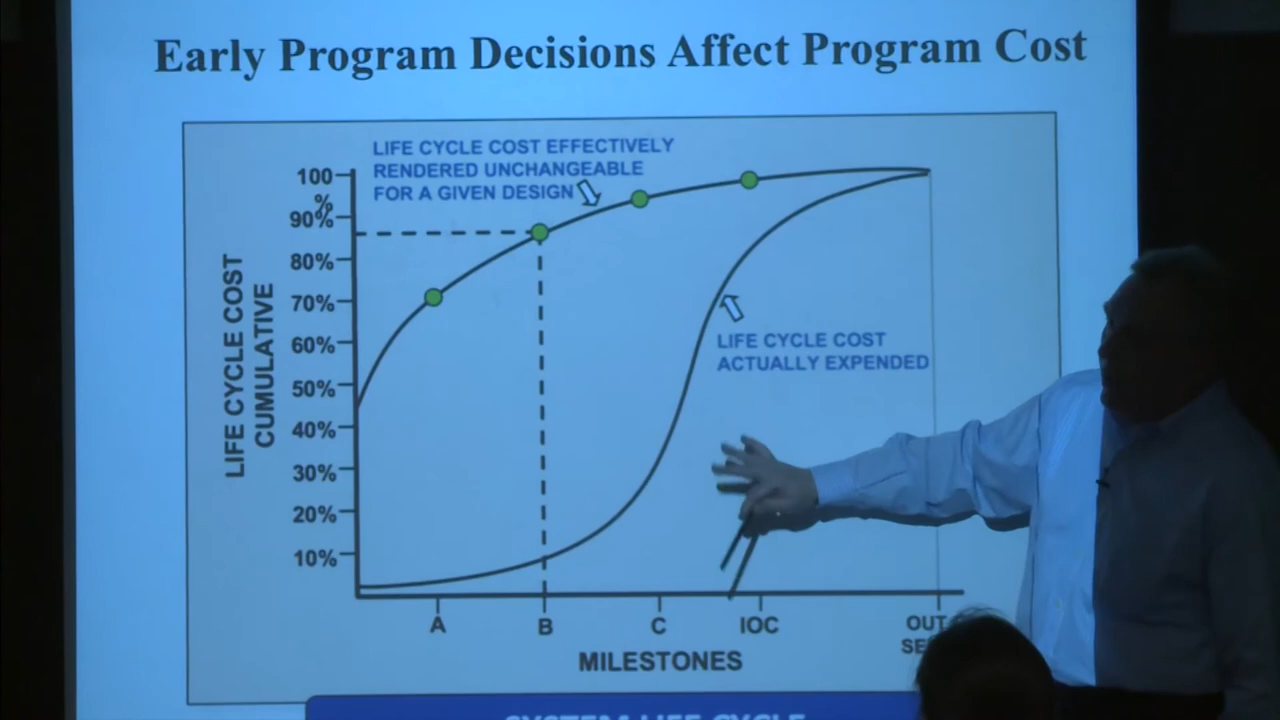 Early Program Decisions Affect Program Cost
LIFE CYCLE COST EFFECTIVELY
RENDERED UNCHANGEABLE
FOR A GIVEN DESIGN
100
%
90%
80%
70%
60%
50%
40%
30%
20%
10%
LIFE CYCLE COST
CUMULATIVE
LIFE CYCLE COST
ACTUALLY EXPENDED
A
B
C
IOC
OUT
MILESTONES
SYSTEM LIFE CYCLE